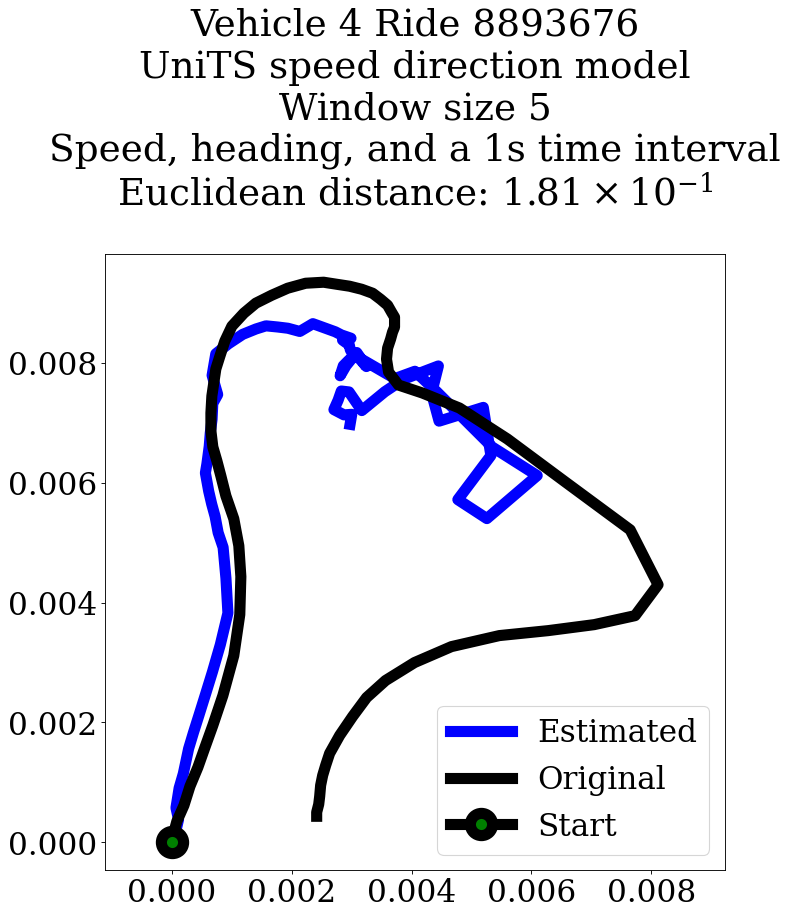 Vehicle 4 Ride 8893676
UniTS speed direction model
Window size 5
Speed, heading, and a 1s time interval
Euclidean distance: 1.81 × 10⁻¹
0.008
0.006
0.004
0.002
0.000
Estimated
Original
Start
0.000 0.002 0.004 0.006 0.008